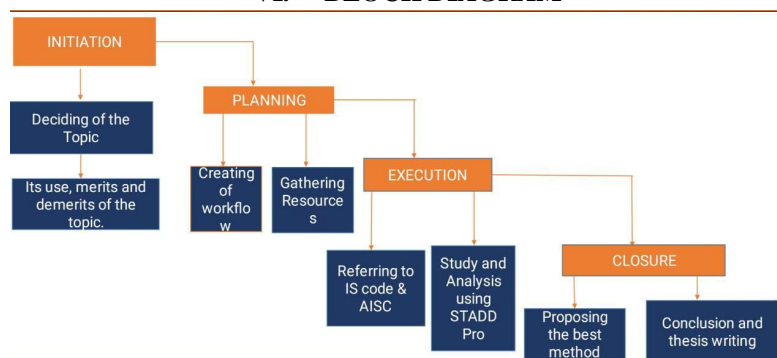 INITIATION
PLANNING
Deciding of the
Topic
Creating
of
workflo
w
Gathering
Resource
s
EXECUTION
Its use, merits and
demerits of the
topic.
Referring to
IS code &
AISC
Study and
Analysis
using
STADD
Pro
CLOSURE
Proposing
the best
method
Conclusion and
thesis writing